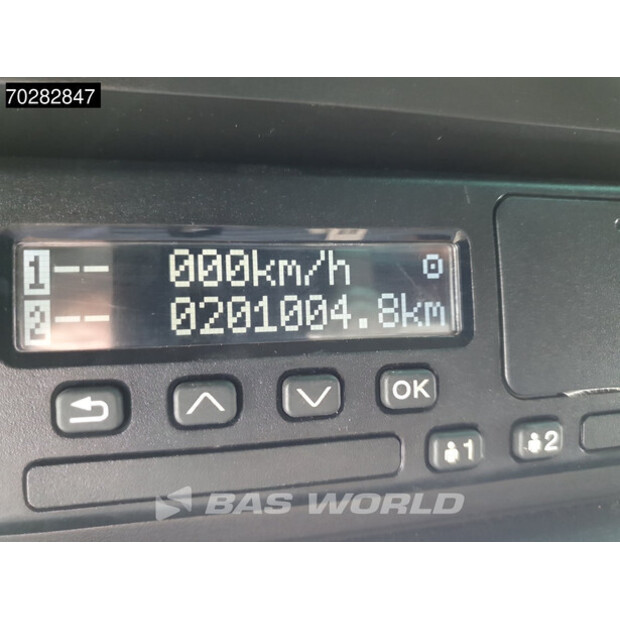 70282847
1-- 000km/h
2-- 0201004.8km
OK
1 2
BAS WORLD